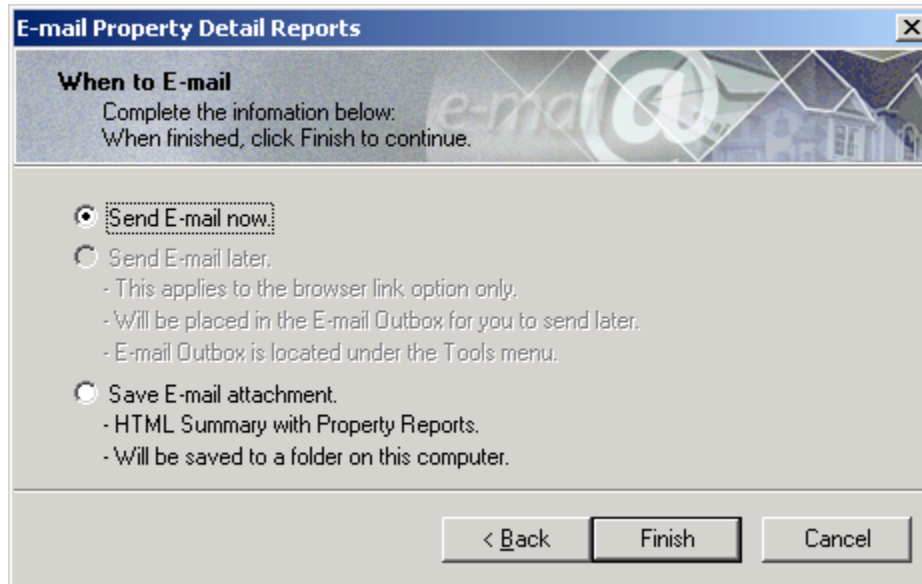 E-mail Property Detail Reports
When to E-mail
Complete the infomation below:
When finished, click Finish to continue.
e-mail @
Send E-mail now.
Send E-mail later.
- This applies to the browser link option only.
- Will be placed in the E-mail Outbox for you to send later.
- E-mail Outbox is located under the Tools menu.
Save E-mail attachment.
- HTML Summary with Property Reports.
- Will be saved to a folder on this computer.
< Back
Finish
Cancel